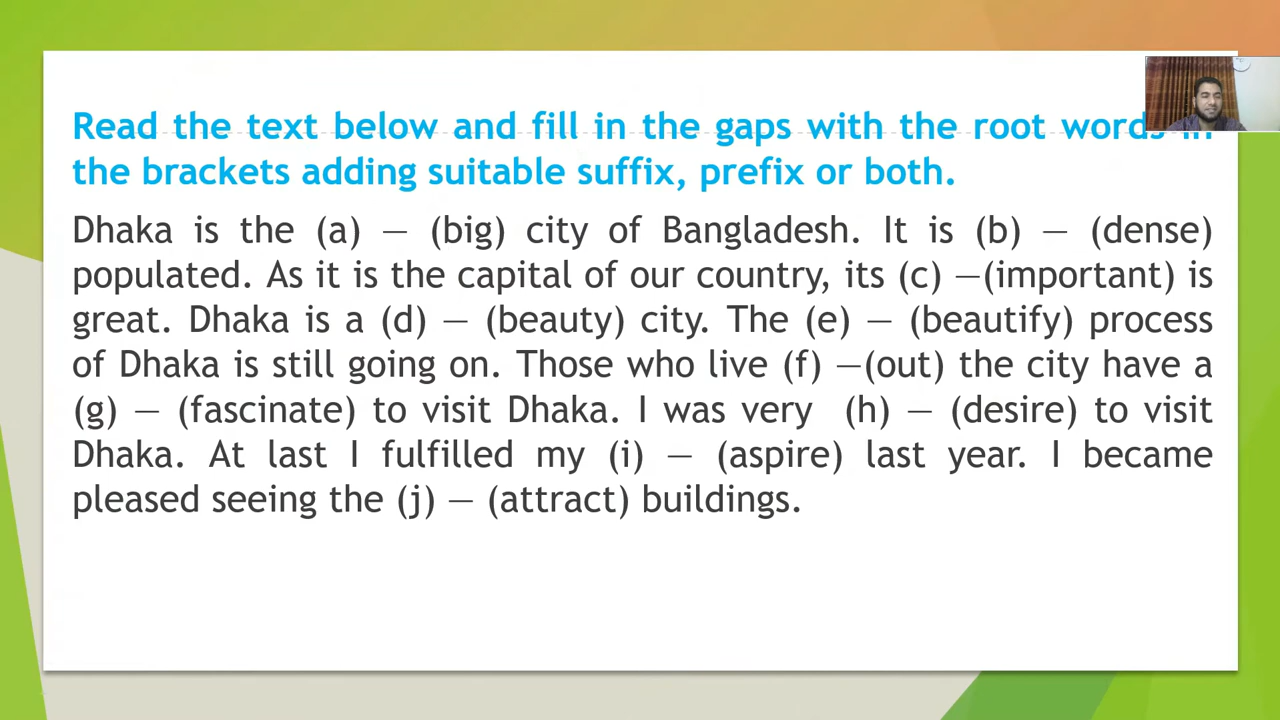 Read the text below and fill in the gaps with the root words in
the brackets adding suitable suffix, prefix or both.
Dhaka is the (a) — (big) city of Bangladesh. It is (b) — (dense)
populated. As it is the capital of our country, its (c) —(important) is
great. Dhaka is a (d) — (beauty) city. The (e) — (beautify) process
of Dhaka is still going on. Those who live (f) —(out) the city have a
(g) — (fascinate) to visit Dhaka. I was very (h) — (desire) to visit
Dhaka. At last I fulfilled my (i) — (aspire) last year. I became
pleased seeing the (j) — (attract) buildings.